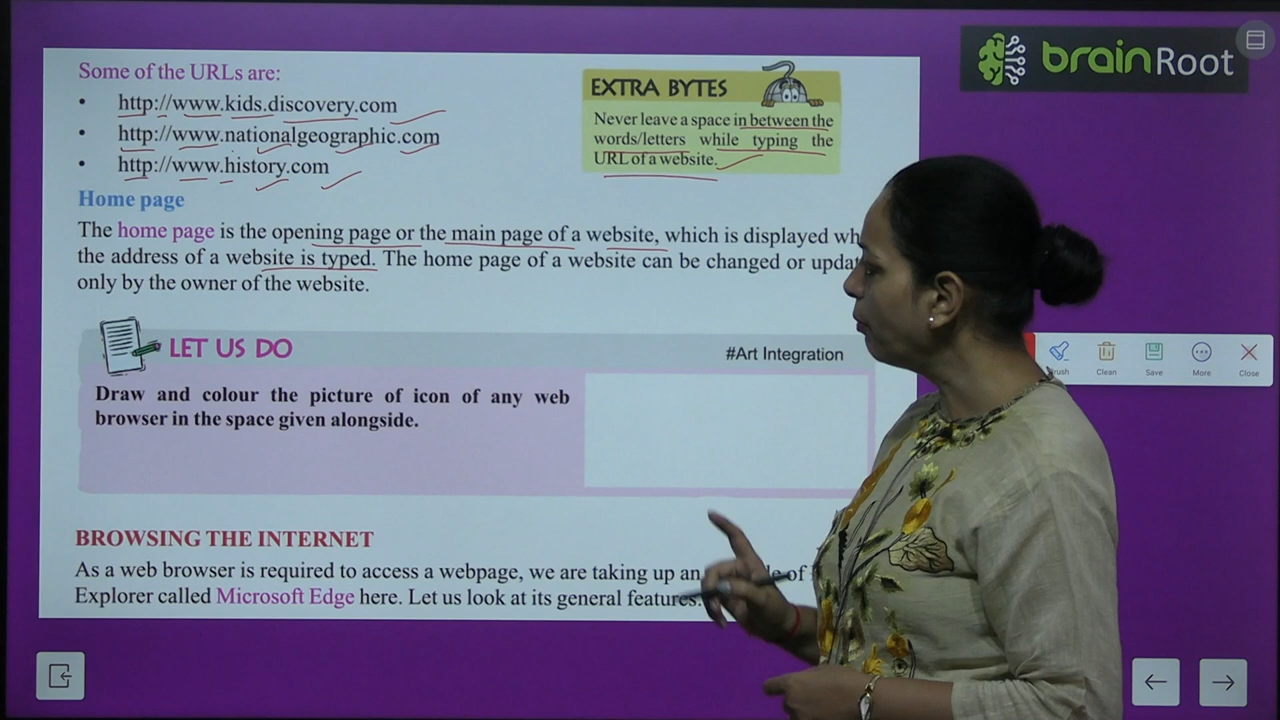 brainRoot
Some of the URLs are:
• http://www.kids.discovery.com
• http://www.nationalgeographic.com
• http://www.history.com
EXTRA BYTES
Never leave a space in between the
words/letters while typing the
URL of a website.
Home page
The home page is the opening page or the main page of a website, which is displayed
the address of a website is typed. The home page of a website can be changed or
only by the owner of the website.
LET US DO
#Art Integration
Draw and colour the picture of icon of any web
browser in the space given alongside.
Brush Clean Save More Close
BROWSING THE INTERNET
As a web browser is required to access a webpage, we are taking up an of
Explorer called Microsoft Edge here. Let us look at its general features.